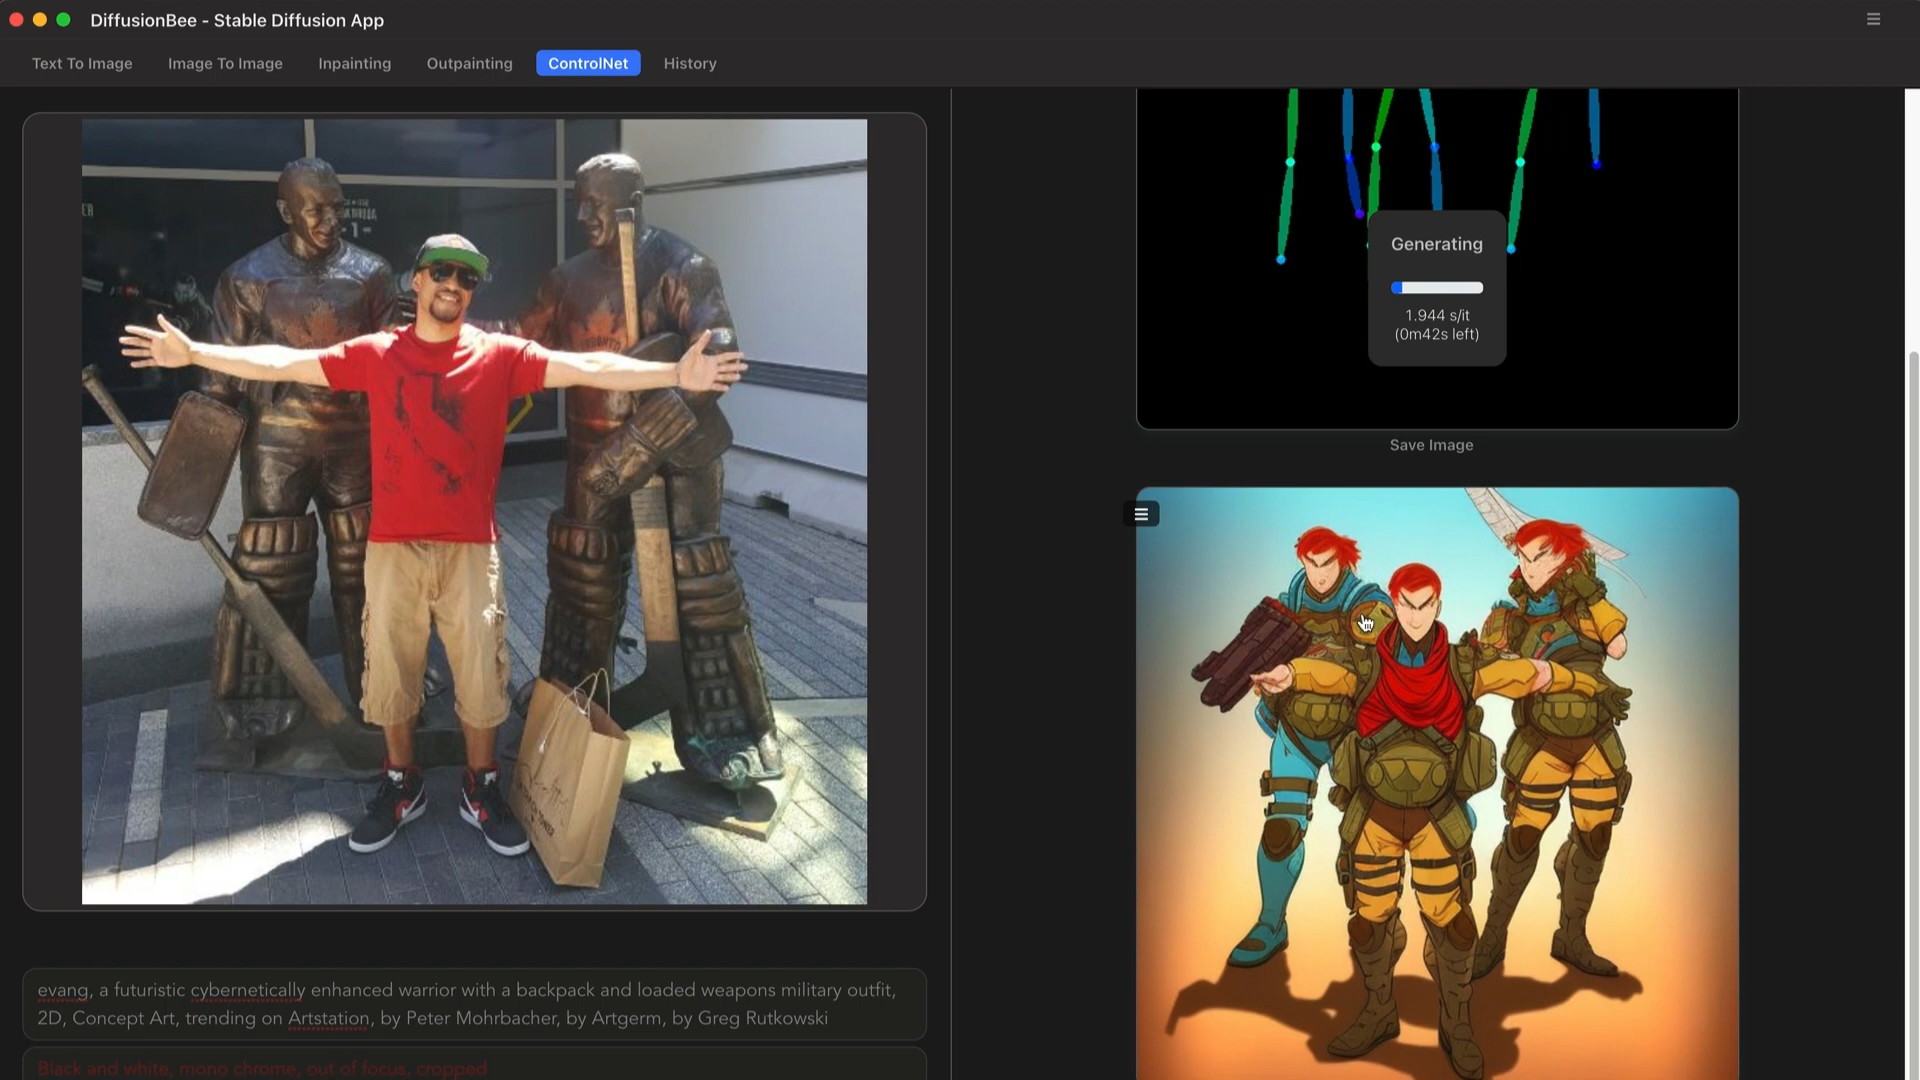 DiffusionBee - Stable Diffusion App
Text To Image
Image To Image
Inpainting
Outpainting
ControlNet
History
Generating
1.944 s/it
(0m42s left)
Save Image
TORONTO
evang, a futuristic cybernetically enhanced warrior with a backpack and loaded weapons military outfit,
2D, Concept Art, trending on Artstation, by Peter Mohrbacher, by Artgerm, by Greg Rutkowski
Black and white, mono chrome, out of focus, cropped